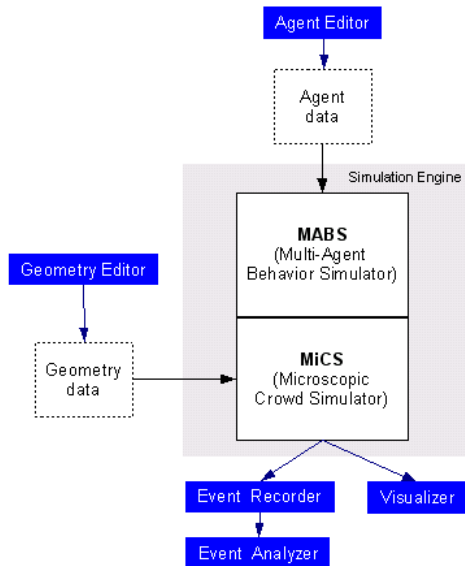 Agent Editor
Agent
data
Simulation Engine
MABS
(Multi-Agent
Behavior Simulator)
Geometry Editor
Geometry
data
MiCS
(Microscopic
Crowd Simulator)
Event Recorder
Visualizer
Event Analyzer